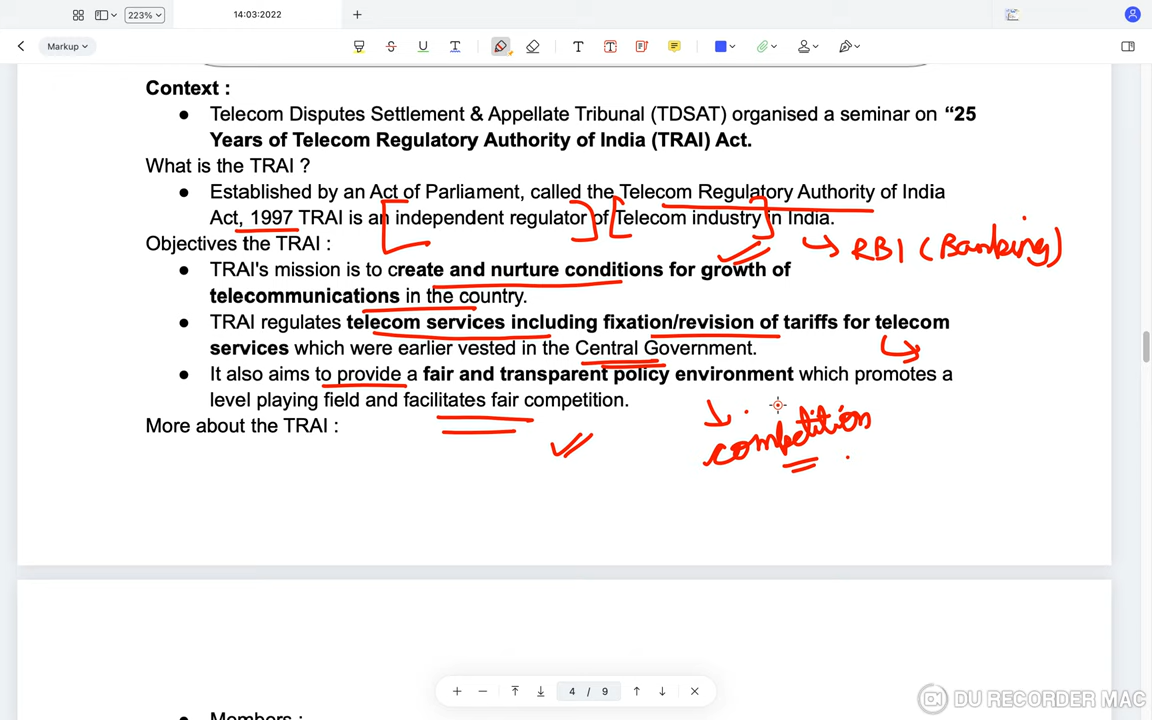 223%
14:03:2022
Markup
Context :
● Telecom Disputes Settlement & Appellate Tribunal (TDSAT) organised a seminar on “25
Years of Telecom Regulatory Authority of India (TRAI) Act.
What is the TRAI ?
● Established by an Act of Parliament, called the Telecom Regulatory Authority of India
Act, 1997 TRAI is an independent regulator of Telecom industry in India.
RBI (Banking)
Objectives the TRAI :
● TRAI's mission is to create and nurture conditions for growth of
telecommunications in the country.
● TRAI regulates telecom services including fixation/revision of tariffs for telecom
services which were earlier vested in the Central Government.
● It also aims to provide a fair and transparent policy environment which promotes a
level playing field and facilitates fair competition.
competition
More about the TRAI :
4 / 9
● Members :
DU RECORDER MAC